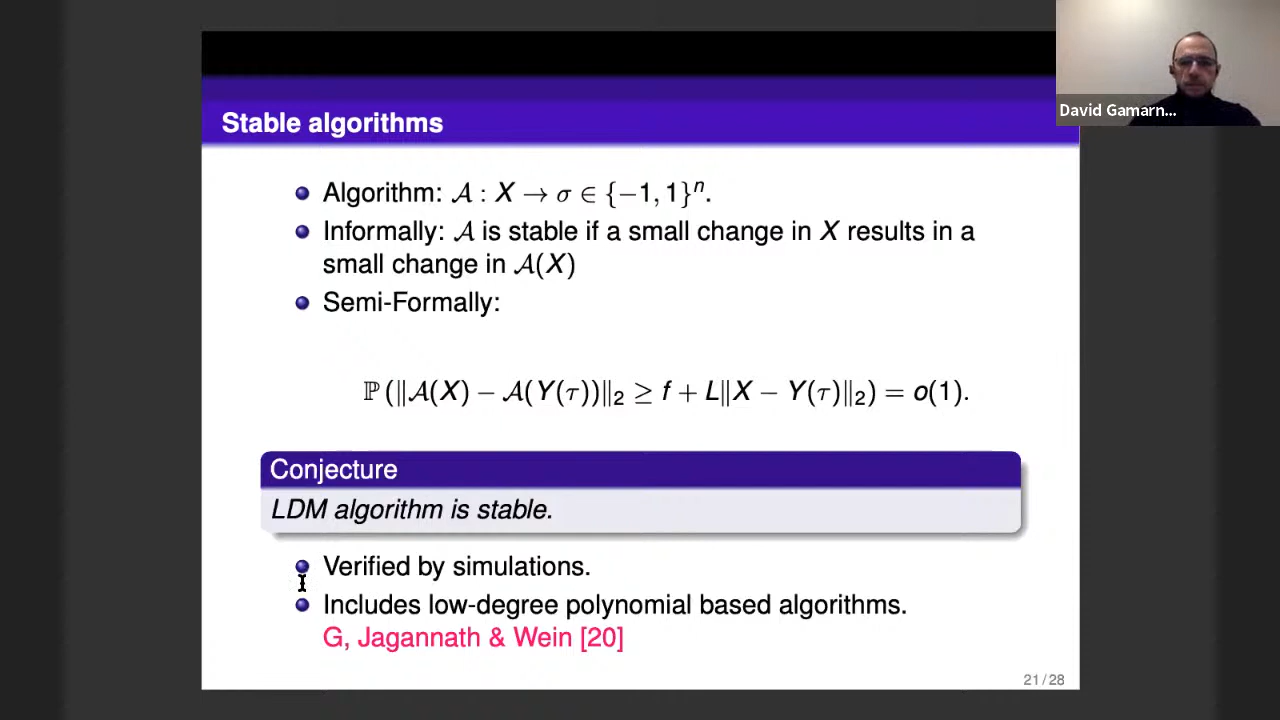 David Gamarn...
Stable algorithms
Algorithm: 𝒜 : X → σ ∈ {−1, 1}ⁿ.
Informally: 𝒜 is stable if a small change in X results in a
small change in 𝒜(X)
Semi-Formally:
ℙ (‖𝒜(X) − 𝒜(Y(τ))‖₂ ≥ f + L‖X − Y(τ)‖₂) = o(1).
Conjecture
LDM algorithm is stable.
Verified by simulations.
Includes low-degree polynomial based algorithms.
G, Jagannath & Wein [20]
21 / 28